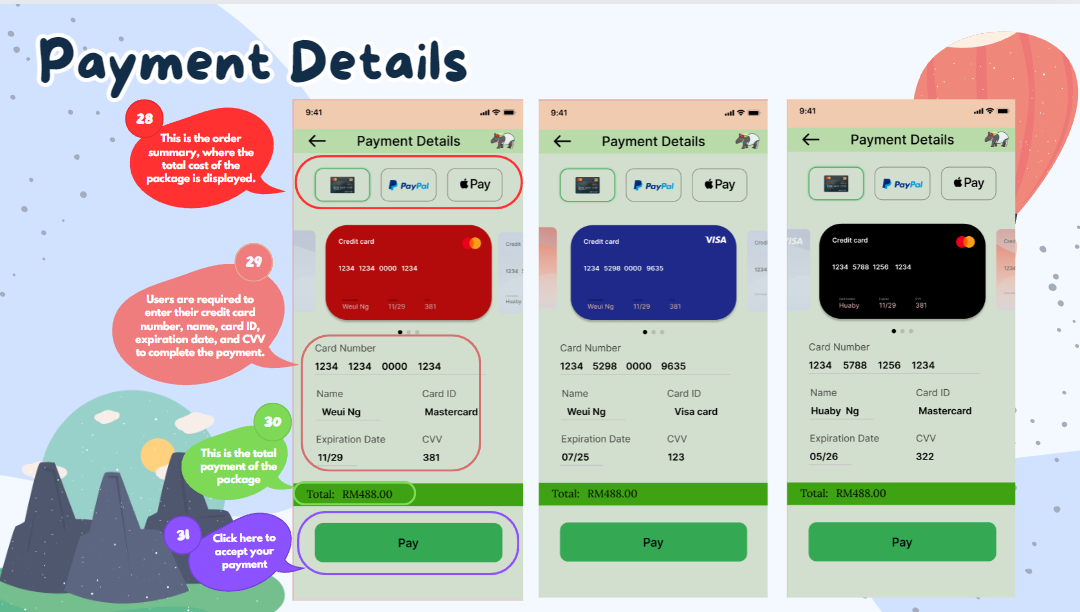 Payment Details
28
This is the order
summary, where the
total cost of the
package is displayed.
29
Users are required to
enter their credit card
number, name, card ID,
expiration date, and CVV
to complete the payment.
30
This is the total
payment of the
package
31
Click here to
accept your
payment
9:41
Payment Details
PayPal
Pay
Credit card
1234 1234 0000 1234
Weui Ng 11/29 381
Credit
1234
Huaby
Card Number
1234 1234 0000 1234
Name Card ID
Weui Ng Mastercard
Expiration Date CVV
11/29 381
Total: RM488.00
Pay
9:41
Payment Details
PayPal
Pay
Credit card VISA
1234 5298 0000 9635
Weui Ng 11/29 381
Card Number
1234 5298 0000 9635
Name Card ID
Weui Ng Visa card
Expiration Date CVV
07/25 123
Total: RM488.00
Pay
9:41
Payment Details
PayPal
Pay
VISA
Credit card
1234 5788 1256 1234
Huaby 11/29 381
Card Number
1234 5788 1256 1234
Name Card ID
Huaby Ng Mastercard
Expiration Date CVV
05/26 322
Total: RM488.00
Pay